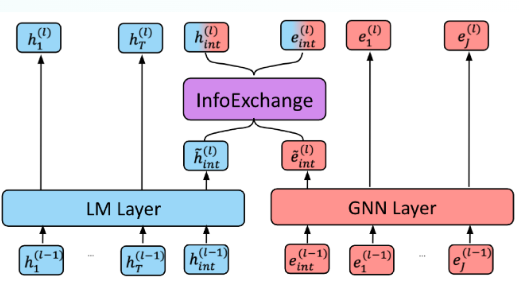 h_1^{(l)} h_T^{(l)} h_{int}^{(l)} e_{int}^{(l)} e_1^{(l)} e_J^{(l)}
InfoExchange
\tilde{h}_{int}^{(l)} \tilde{e}_{int}^{(l)}
LM Layer GNN Layer
h_1^{(l-1)} ... h_T^{(l-1)} h_{int}^{(l-1)} e_{int}^{(l-1)} e_1^{(l-1)} ... e_J^{(l-1)}